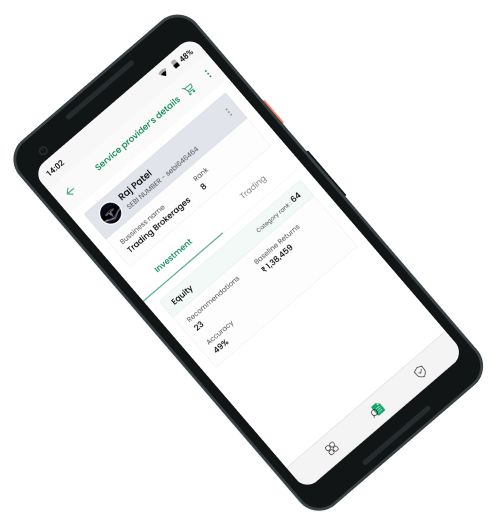 14:02
48%
Service provider's details
Raj Patel
SEBI NUMBER - sebi646464
Bussiness name
Rank
Trading Brokerages
8
Investment
Trading
Equity
Category rank 64
Recommendations
Baseline Returns
23
₹ 1,38,459
Accuracy
49%